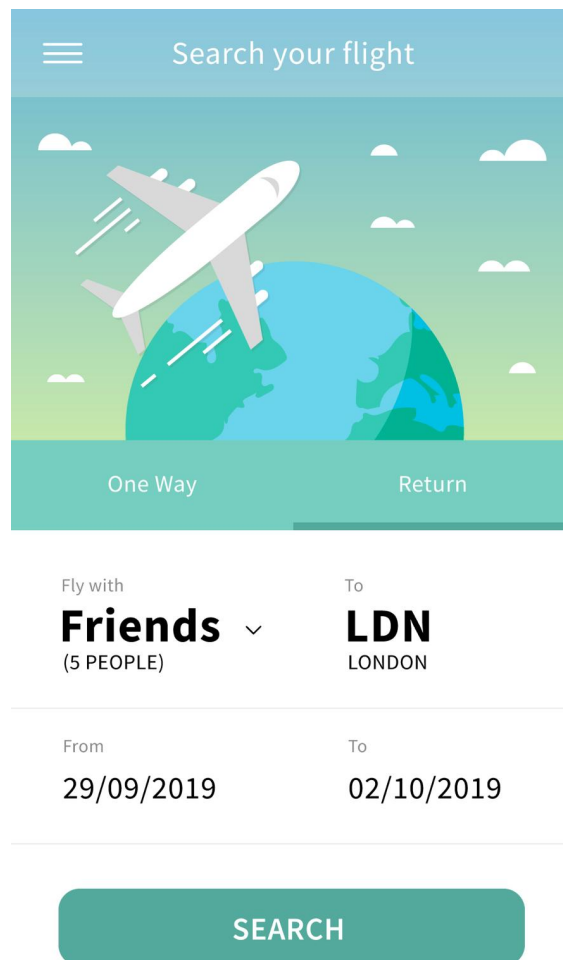 Search your flight
One Way Return
Fly with To
Friends LDN
(5 PEOPLE) LONDON
From To
29/09/2019 02/10/2019
SEARCH